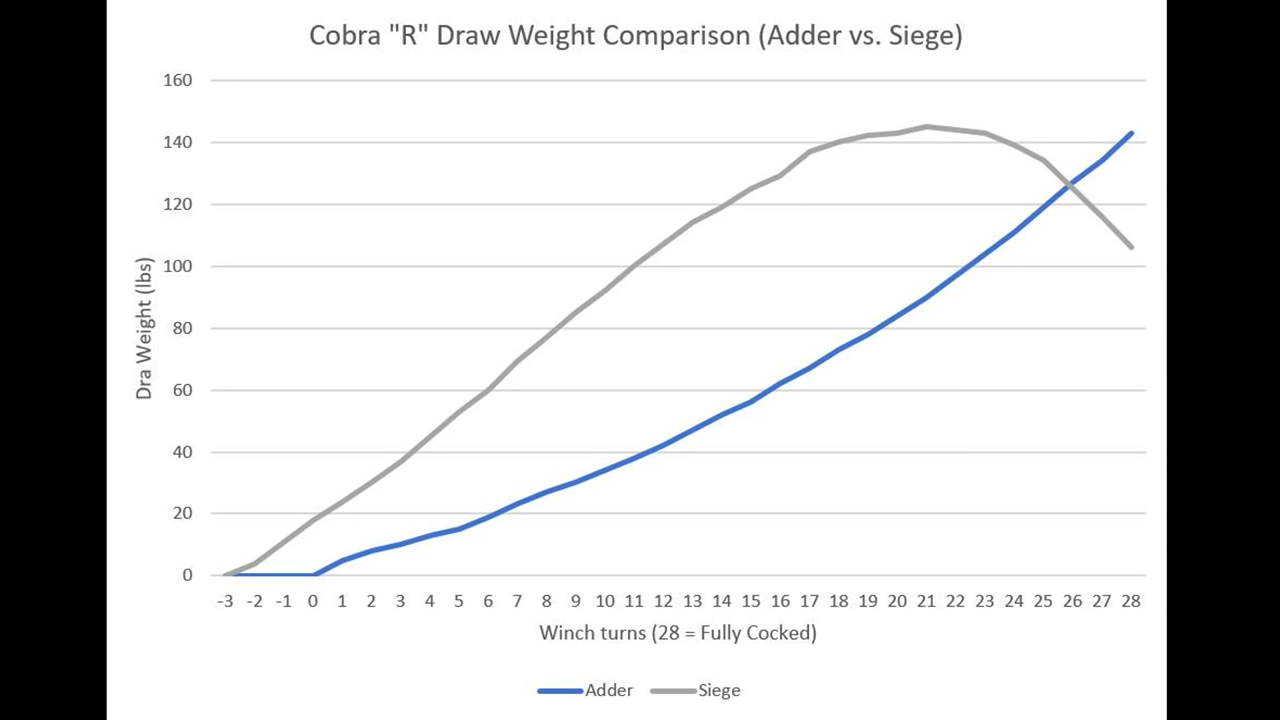 Cobra "R" Draw Weight Comparison (Adder vs. Siege)
160
140
120
100
80
60
40
20
0
Dra Weight (lbs)
-3 -2 -1 0 1 2 3 4 5 6 7 8 9 10 11 12 13 14 15 16 17 18 19 20 21 22 23 24 25 26 27 28
Winch turns (28 = Fully Cocked)
Adder Siege